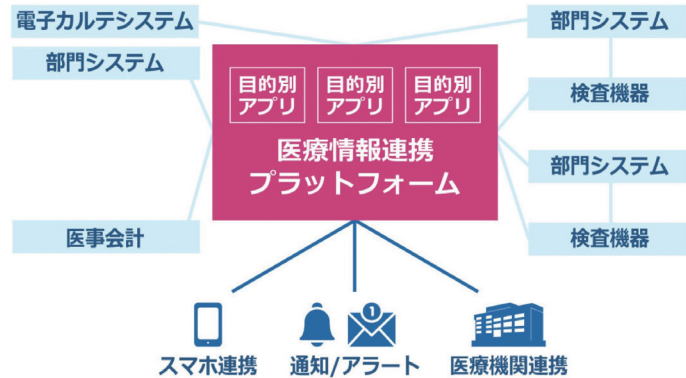 電子カルテシステム
部門システム
医事会計
目的別
アプリ
目的別
アプリ
目的別
アプリ
医療情報連携
プラットフォーム
部門システム
検査機器
部門システム
検査機器
スマホ連携
1
通知/アラート
医療機関連携